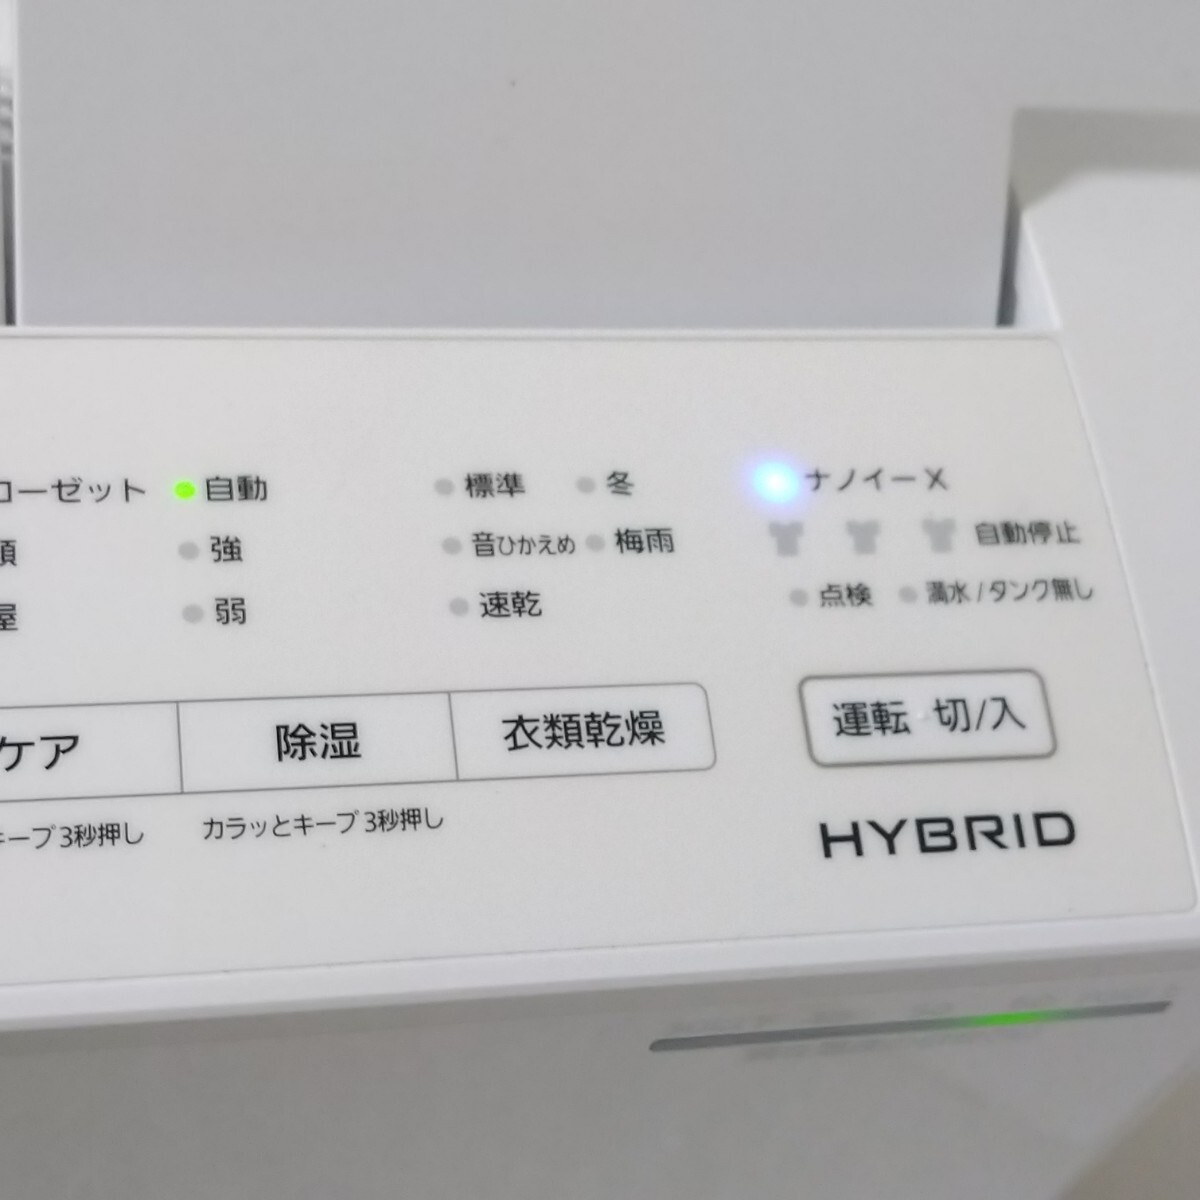 ローゼット 自動 標準 冬 ナノイーX
類 強 音ひかえめ 梅雨 自動停止
屋 弱 速乾 点検 満水/タンク無し
ケア 除湿 衣類乾燥 運転 切/入
キープ3秒押し カラッとキープ3秒押し
HYBRID